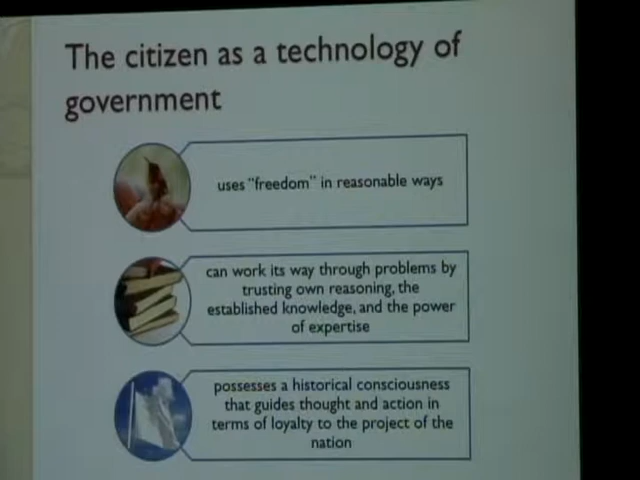 The citizen as a technology of
government
uses "freedom" in reasonable ways
can work its way through problems by
trusting own reasoning, the
established knowledge, and the power
of expertise
possesses a historical consciousness
that guides thought and action in
terms of loyalty to the project of the
nation